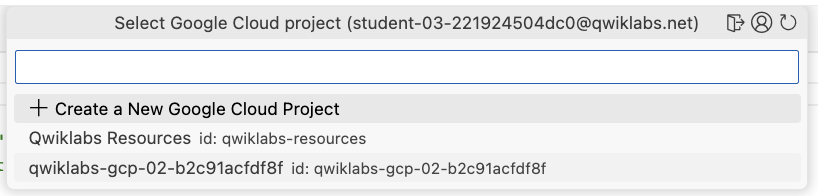 Select Google Cloud project (student-03-221924504dc0@qwiklabs.net)
+ Create a New Google Cloud Project
Qwiklabs Resources id: qwiklabs-resources
qwiklabs-gcp-02-b2c91acfdf8f id: qwiklabs-gcp-02-b2c91acfdf8f